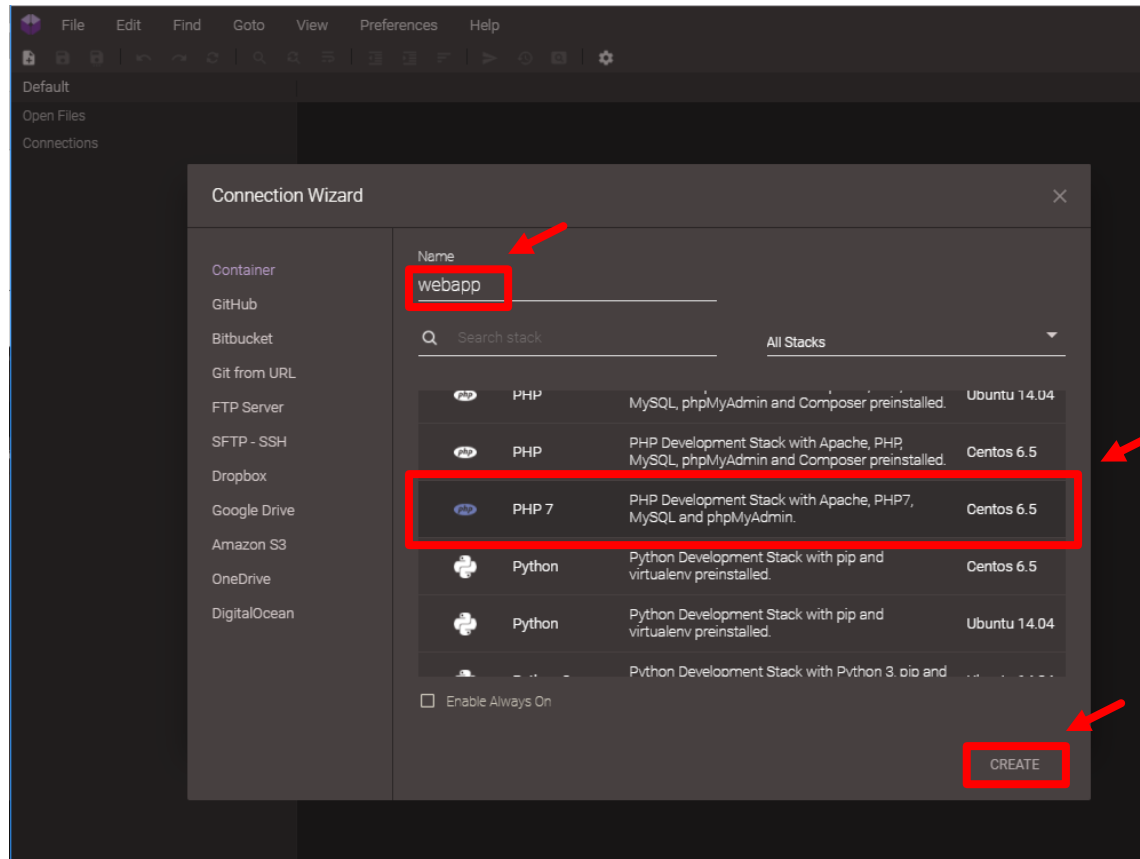 File Edit Find Goto View Preferences Help
Default
Open Files
Connections
Connection Wizard
Container
GitHub
Bitbucket
Git from URL
FTP Server
SFTP - SSH
Dropbox
Google Drive
Amazon S3
OneDrive
DigitalOcean
Name
webapp
Search stack
All Stacks
php PHP MySQL, phpMyAdmin and Composer preinstalled. Ubuntu 14.04
php PHP PHP Development Stack with Apache, PHP, Centos 6.5
MySQL, phpMyAdmin and Composer preinstalled.
php PHP 7 PHP Development Stack with Apache, PHP7, Centos 6.5
MySQL and phpMyAdmin.
Python Python Development Stack with pip and Centos 6.5
virtualenv preinstalled.
Python Python Development Stack with pip and Ubuntu 14.04
virtualenv preinstalled.
Python Development Stack with Python 3, pip and
Enable Always On
CREATE